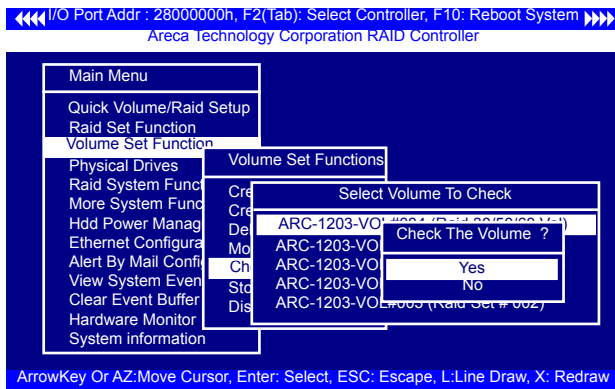 I/O Port Addr : 28000000h, F2(Tab): Select Controller, F10: Reboot System
Areca Technology Corporation RAID Controller
Main Menu
Quick Volume/Raid Setup
Raid Set Function
Volume Set Function
Physical Drives
Raid System Funct
More System Func
Hdd Power Manag
Ethernet Configura
Alert By Mail Config
View System Even
Clear Event Buffer
Hardware Monitor
System information
Volume Set Functions
Cre
Cre
De
Mo
Ch
Sto
Dis
Select Volume To Check
ARC-1203-VOL#004 (Raid 30/50/60 Vol)
ARC-1203-VO
ARC-1203-VO
ARC-1203-VO
ARC-1203-VOL#003 (Raid Set # 002)
Check The Volume ?
Yes
No
ArrowKey Or AZ:Move Cursor, Enter: Select, ESC: Escape, L:Line Draw, X: Redraw